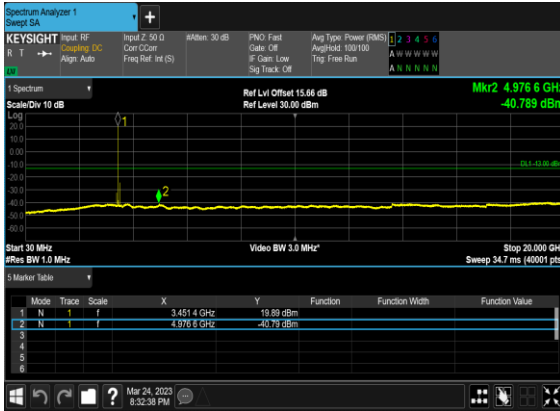 Spectrum Analyzer 1
Swept SA
+
KEYSIGHT Input: RF Input Z: 50 Ω #Atten: 30 dB PNO: Fast Avg Type: Power (RMS) 1 2 3 4 5 6
R T Coupling: DC Corr CCorr Gate: Off Avg|Hold: 100/100 A W W W W W
Align: Auto Freq Ref: Int (S) IF Gain: Low Trig: Free Run
Sig Track: Off A N N N N N
1 Spectrum Ref Lvl Offset 15.66 dB Mkr2 4.976 6 GHz
Scale/Div 10 dB Ref Level 30.00 dBm -40.789 dBm
Log
20.0
10.0
0.00
-10.0
DL1 -13.00 dBm
-20.0
-30.0
-40.0
-50.0
-60.0
1
2
Start 30 MHz Video BW 3.0 MHz* Stop 20.000 GHz
#Res BW 1.0 MHz Sweep 34.7 ms (40001 pts)
5 Marker Table
Mode Trace Scale X Y Function Function Width Function Value
1 N 1 f 3.451 4 GHz 19.89 dBm
2 N 1 f 4.976 6 GHz -40.79 dBm
3
4
5
6
? Mar 24, 2023
8:32:38 PM